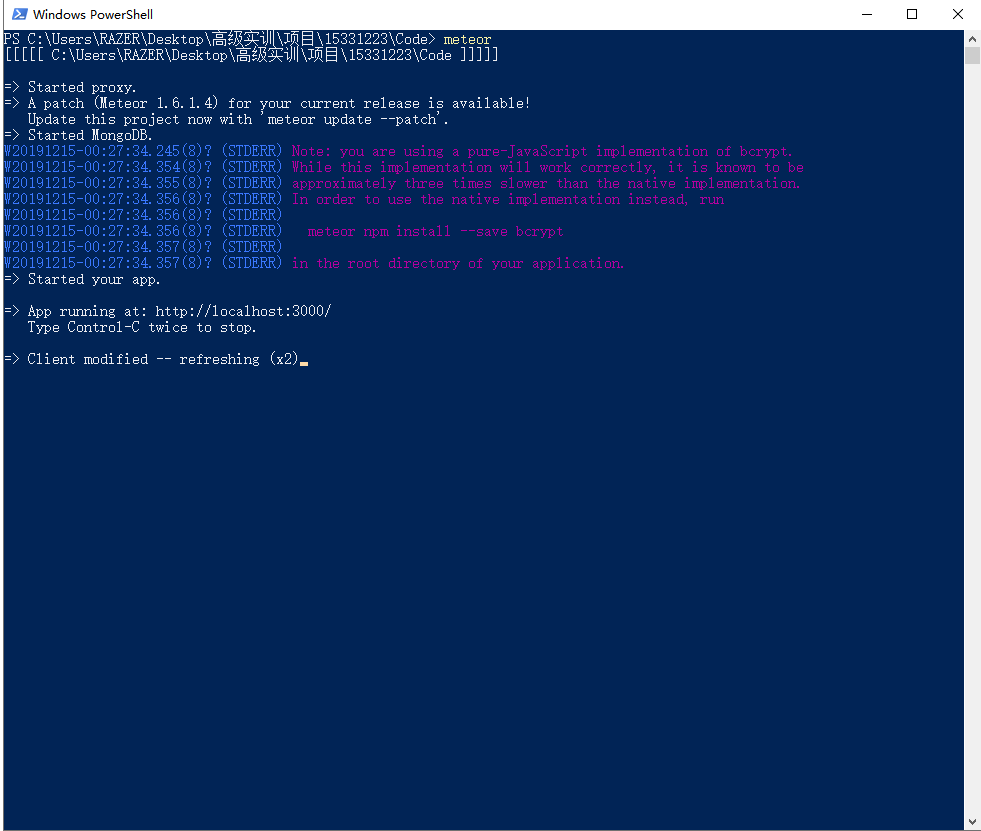 Windows PowerShell
PS C:\Users\RAZER\Desktop\高级实训\项目\15331223\Code> meteor
[[[[[ C:\Users\RAZER\Desktop\高级实训\项目\15331223\Code ]]]]]
=> Started proxy.
=> A patch (Meteor 1.6.1.4) for your current release is available!
Update this project now with 'meteor update --patch'.
=> Started MongoDB.
W20191215-00:27:34.245(8)? (STDERR) Note: you are using a pure-JavaScript implementation of bcrypt.
W20191215-00:27:34.354(8)? (STDERR) While this implementation will work correctly, it is known to be
W20191215-00:27:34.355(8)? (STDERR) approximately three times slower than the native implementation.
W20191215-00:27:34.356(8)? (STDERR) In order to use the native implementation instead, run
W20191215-00:27:34.356(8)? (STDERR)
W20191215-00:27:34.356(8)? (STDERR) meteor npm install --save bcrypt
W20191215-00:27:34.357(8)? (STDERR)
W20191215-00:27:34.357(8)? (STDERR) in the root directory of your application.
=> Started your app.
=> App running at: http://localhost:3000/
Type Control-C twice to stop.
=> Client modified -- refreshing (x2)